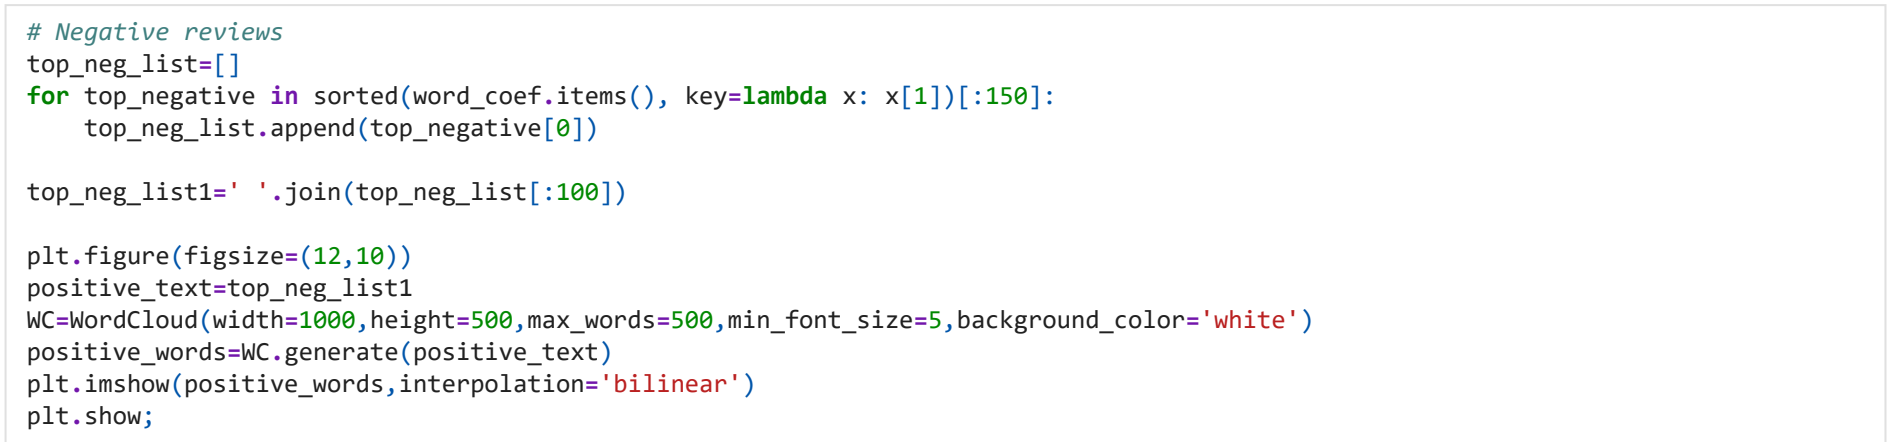 # Negative reviews
top_neg_list=[]
for top_negative in sorted(word_coef.items(), key=lambda x: x[1])[:150]:
    top_neg_list.append(top_negative[0])

top_neg_list1=' '.join(top_neg_list[:100])

plt.figure(figsize=(12,10))
positive_text=top_neg_list1
WC=WordCloud(width=1000,height=500,max_words=500,min_font_size=5,background_color='white')
positive_words=WC.generate(positive_text)
plt.imshow(positive_words,interpolation='bilinear')
plt.show;